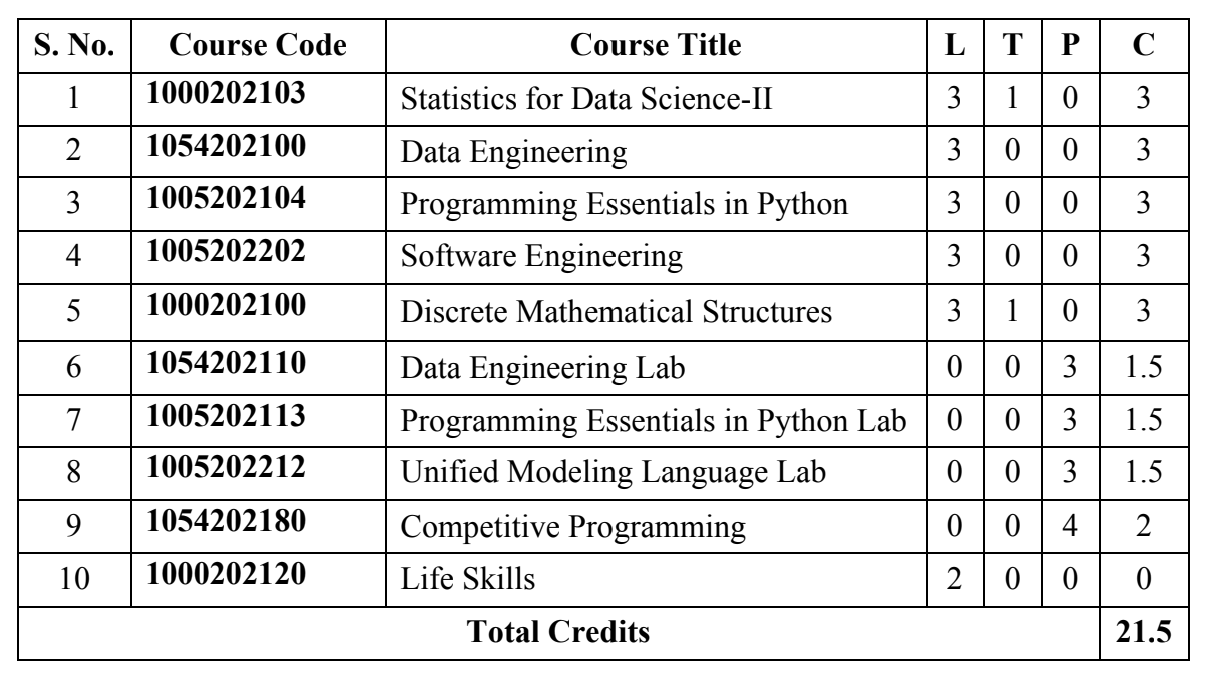 S. No. Course Code Course Title L T P C
1 1000202103 Statistics for Data Science-II 3 1 0 3
2 1054202100 Data Engineering 3 0 0 3
3 1005202104 Programming Essentials in Python 3 0 0 3
4 1005202202 Software Engineering 3 0 0 3
5 1000202100 Discrete Mathematical Structures 3 1 0 3
6 1054202110 Data Engineering Lab 0 0 3 1.5
7 1005202113 Programming Essentials in Python Lab 0 0 3 1.5
8 1005202212 Unified Modeling Language Lab 0 0 3 1.5
9 1054202180 Competitive Programming 0 0 4 2
10 1000202120 Life Skills 2 0 0 0
Total Credits 21.5